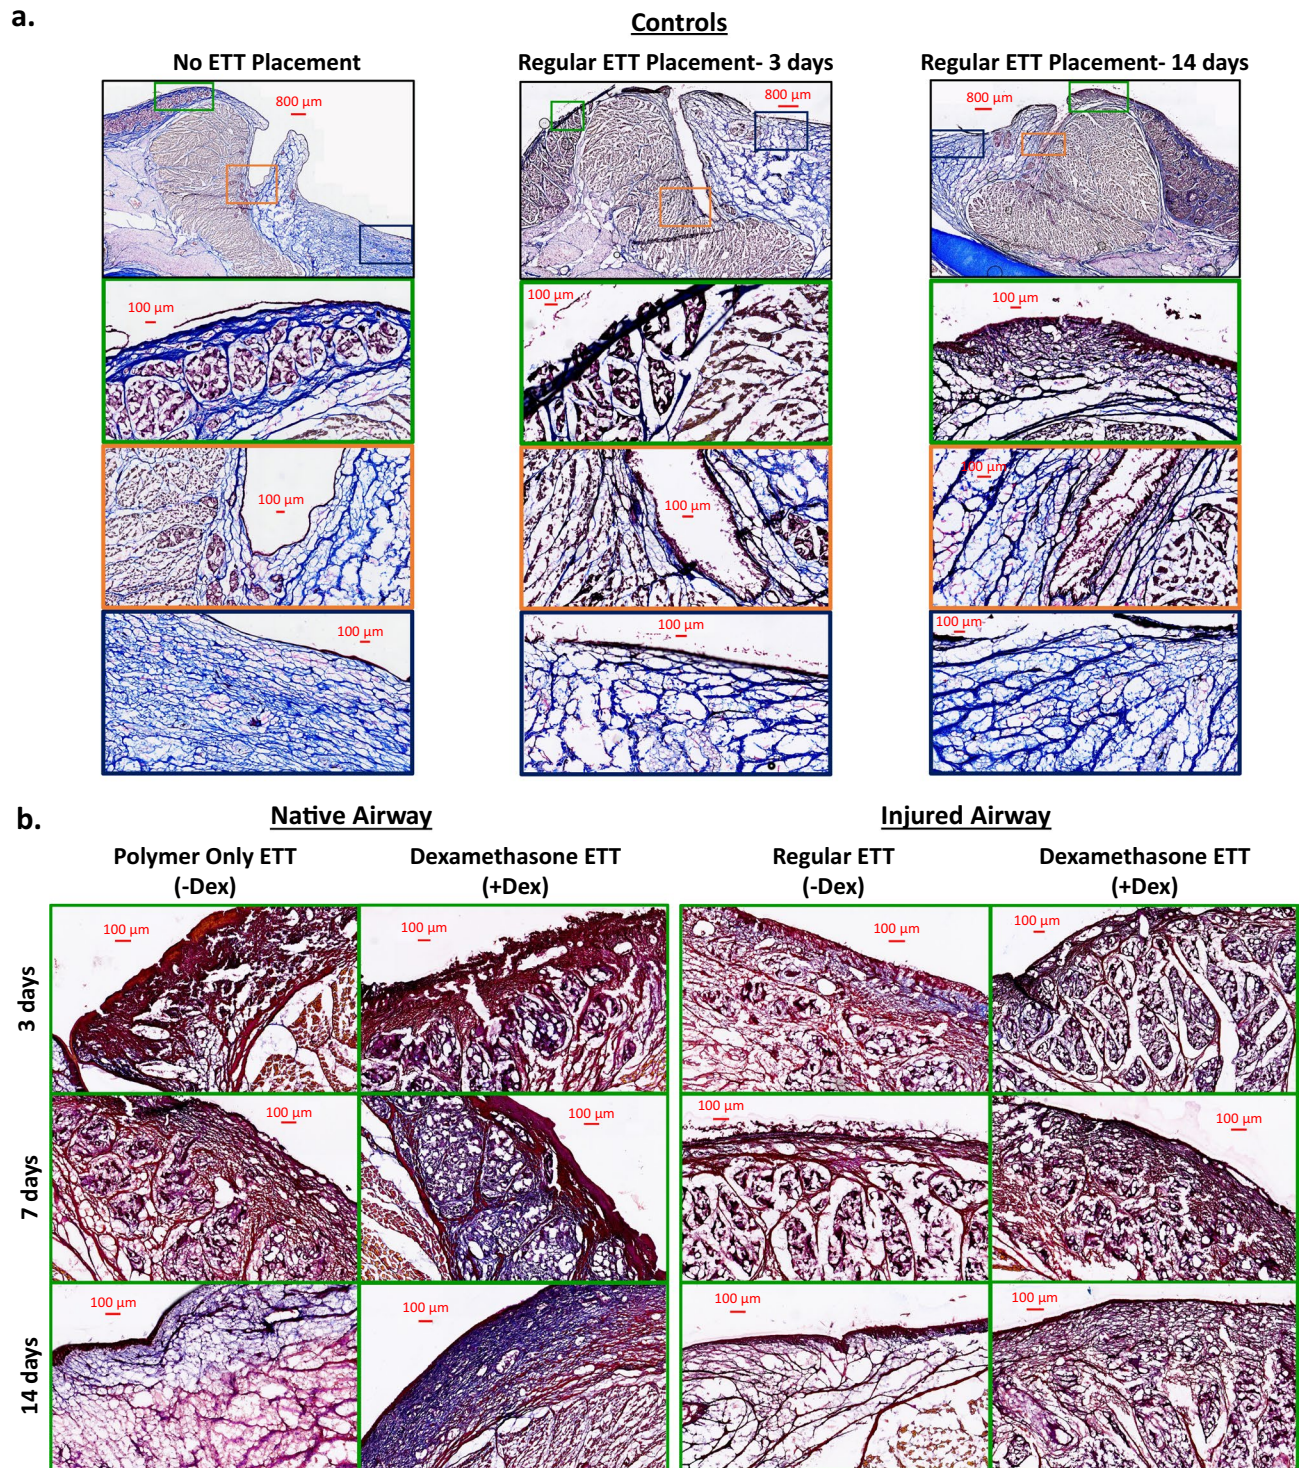 a.
Controls
No ETT Placement
Regular ETT Placement- 3 days
Regular ETT Placement- 14 days
800 µm
800 µm
800 µm
100 µm
100 µm
100 µm
100 µm
100 µm
100 µm
100 µm
100 µm
100 µm
b.
Native Airway
Injured Airway
Polymer Only ETT
(-Dex)
Dexamethasone ETT
(+Dex)
Regular ETT
(-Dex)
Dexamethasone ETT
(+Dex)
3 days
100 µm
100 µm
100 µm
100 µm
7 days
100 µm
100 µm
100 µm
100 µm
14 days
100 µm
100 µm
100 µm
100 µm